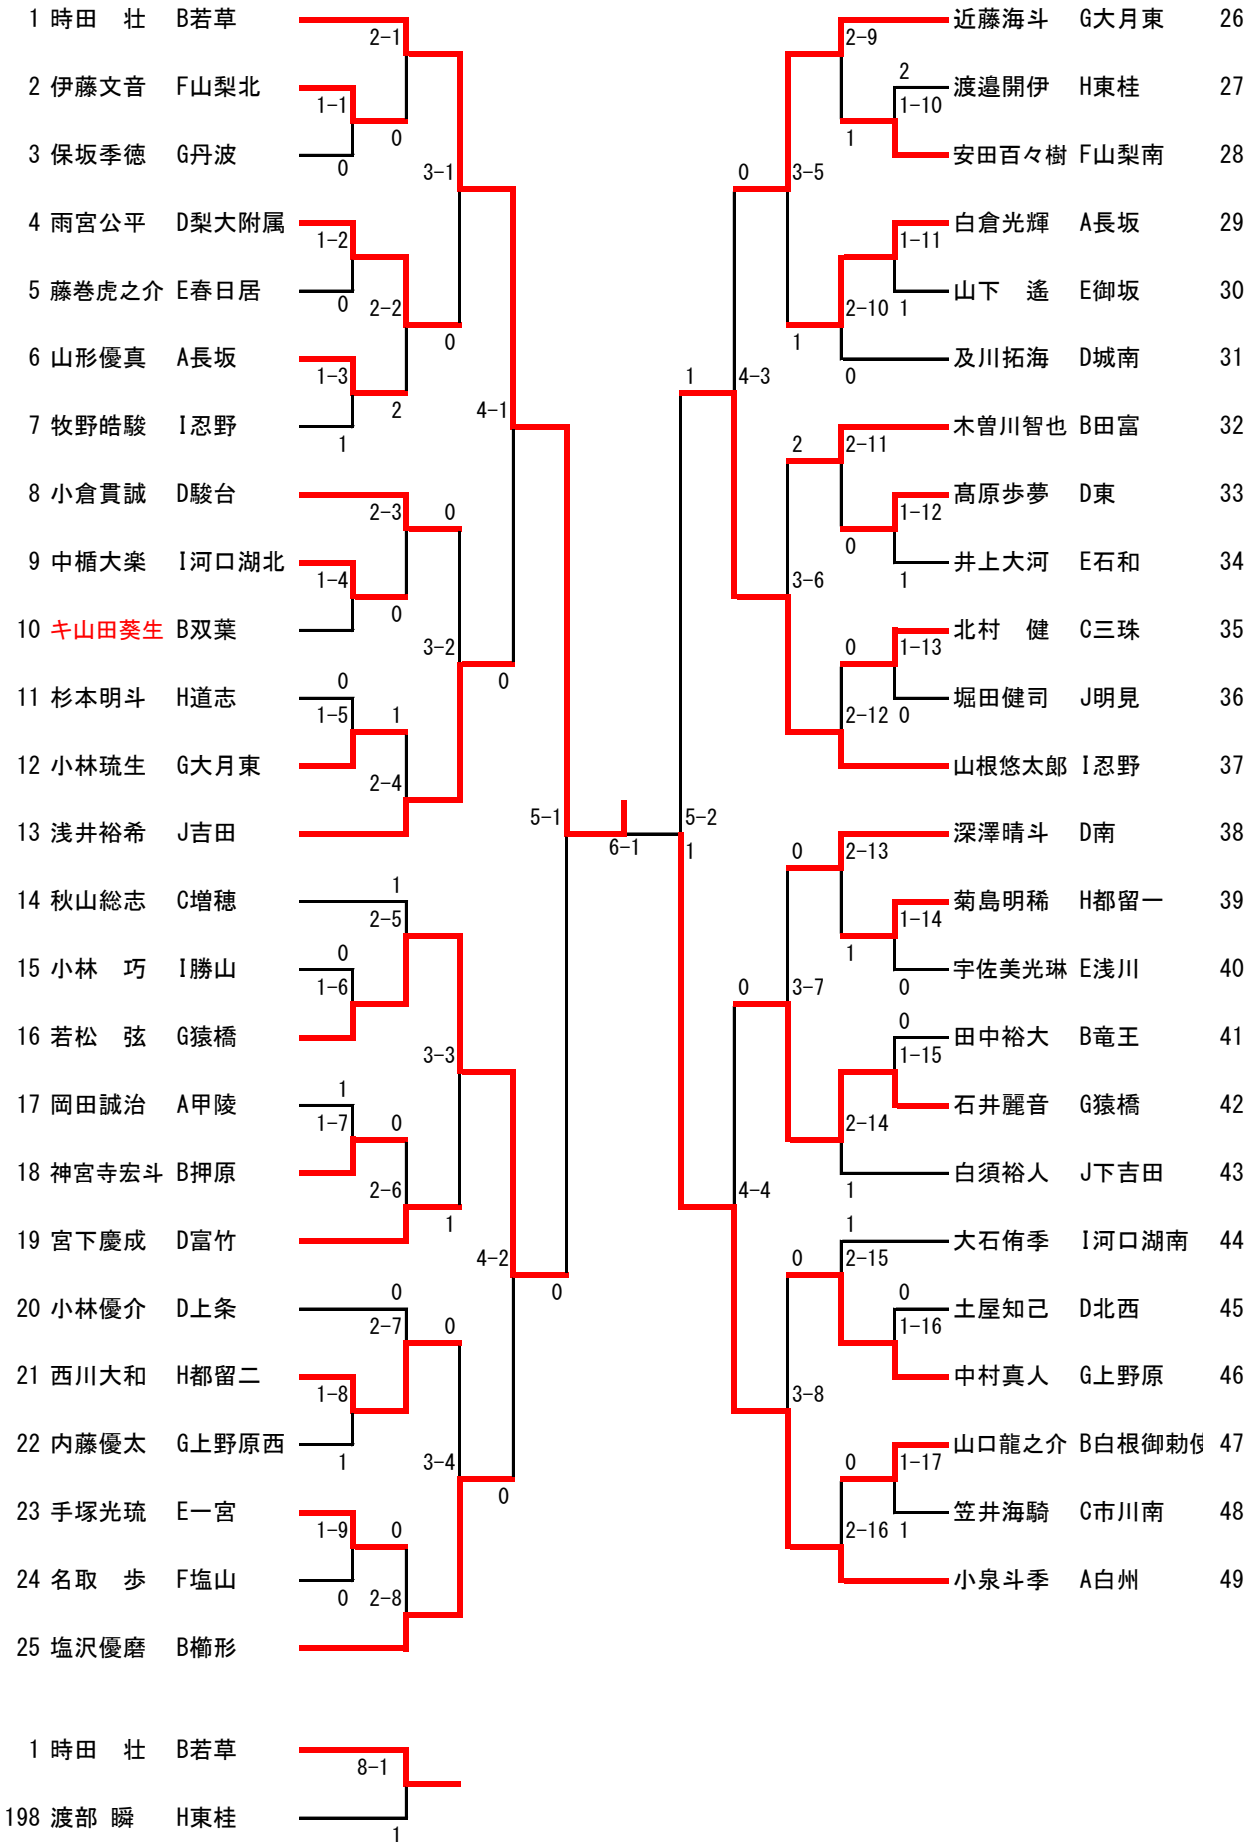 1 時田　壮 B若草
2-1
2 伊藤文音 F山梨北
1-1
0
3 保坂季徳 G丹波
0
3-1
4 雨宮公平 D梨大附属
1-2
5 藤巻虎之介 E春日居
0
2-2
0
6 山形優真 A長坂
1-3
2
4-1
7 牧野皓駿 I忍野
1
8 小倉貫誠 D駿台
2-3
0
9 中楯大楽 I河口湖北
1-4
0
10 キ山田葵生 B双葉
3-2
0
11 杉本明斗 H道志
0
1-5
1
12 小林琉生 G大月東
2-4
13 浅井裕希 J吉田
5-1
6-1
14 秋山総志 C増穂
1
2-5
15 小林　巧 I勝山
0
1-6
16 若松　弦 G猿橋
3-3
17 岡田誠治 A甲陵
1
1-7
0
18 神宮寺宏斗 B押原
2-6
1
19 宮下慶成 D富竹
4-2
0
20 小林優介 D上条
0
2-7
0
21 西川大和 H都留二
1-8
22 内藤優太 G上野原西
1
3-4
0
23 手塚光琉 E一宮
1-9
0
24 名取　歩 F塩山
0
2-8
25 塩沢優磨 B櫛形
近藤海斗 G大月東 26
2-9
2
渡邉開伊 H東桂 27
1-10
1
安田百々樹 F山梨南 28
0
3-5
白倉光輝 A長坂 29
1-11
山下　遙 E御坂 30
2-10
1
1
及川拓海 D城南 31
0
1
4-3
木曽川智也 B田富 32
2
2-11
髙原歩夢 D東 33
1-12
0
井上大河 E石和 34
1
3-6
北村　健 C三珠 35
0
1-13
堀田健司 J明見 36
2-12
0
山根悠太郎 I忍野 37
5-2
1
深澤晴斗 D南 38
0
2-13
菊島明稀 H都留一 39
1-14
1
宇佐美光琳 E浅川 40
0
0
3-7
0
田中裕大 B竜王 41
1-15
石井麗音 G猿橋 42
2-14
白須裕人 J下吉田 43
1
4-4
1
大石侑季 I河口湖南 44
0
2-15
0
土屋知己 D北西 45
1-16
中村真人 G上野原 46
3-8
山口龍之介 B白根御勅使 47
0
1-17
笠井海騎 C市川南 48
2-16
1
小泉斗季 A白州 49
1 時田　壮 B若草
8-1
198 渡部 瞬 H東桂
1